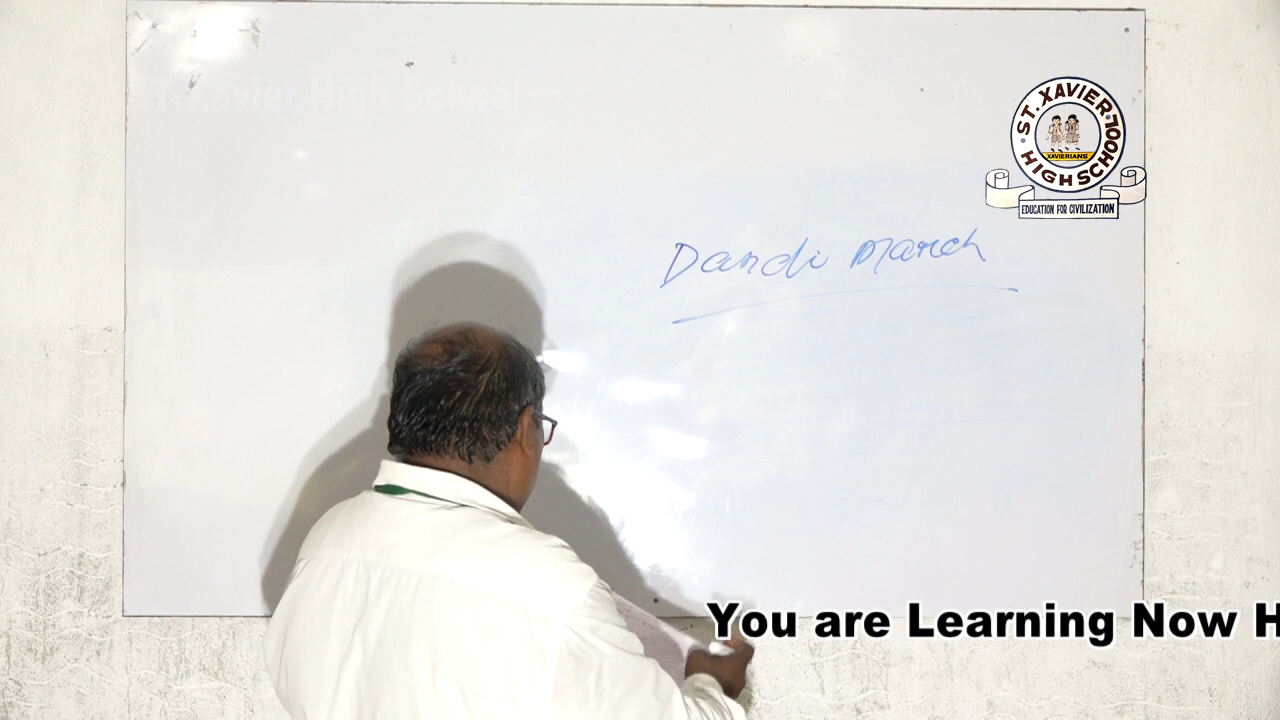 ST.Xavier High School
ST. XAVIER
HIGH SCHOOL
XAVIERIANS
EDUCATION FOR CIVILIZATION
Dandi March
You are Learning Now H